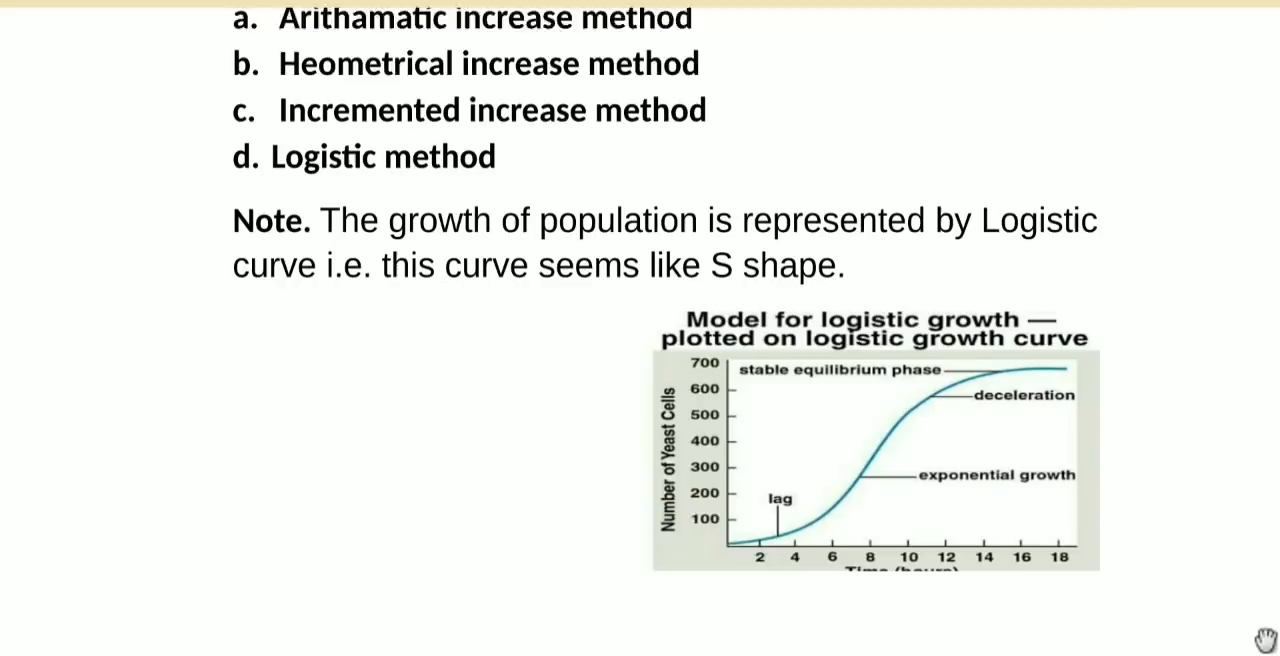 a. Arithamatic increase method
b. Heometrical increase method
c. Incremented increase method
d. Logistic method
Note. The growth of population is represented by Logistic
curve i.e. this curve seems like S shape.
Model for logistic growth —
plotted on logistic growth curve
Number of Yeast Cells
700
600
500
400
300
200
100
stable equilibrium phase
deceleration
exponential growth
lag
2 4 6 8 10 12 14 16 18
Time (hours)